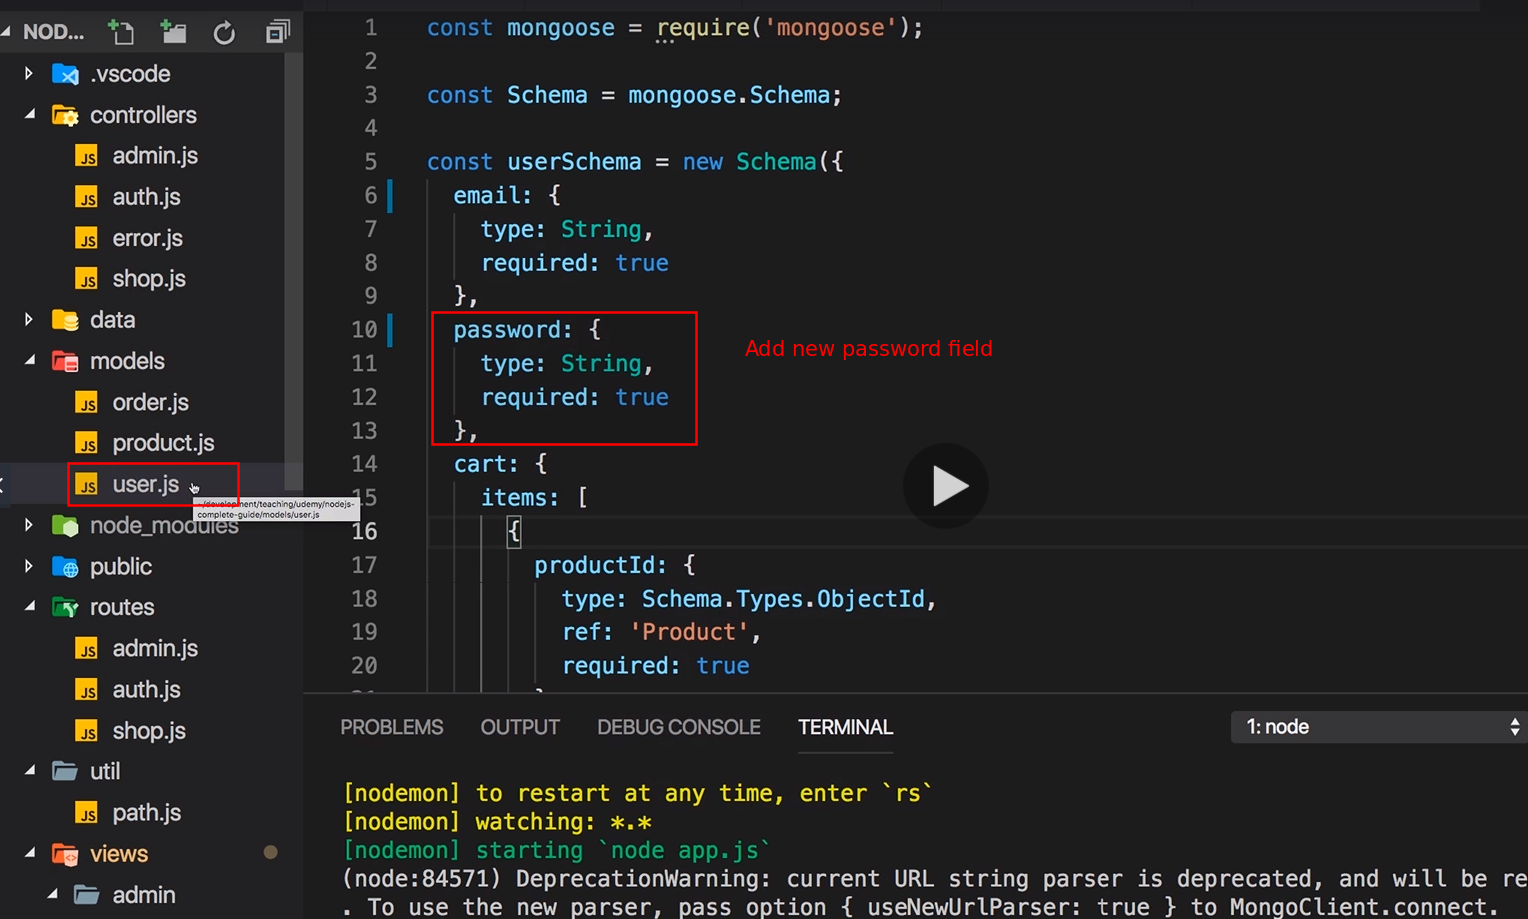 NOD...
.vscode
controllers
admin.js
auth.js
error.js
shop.js
data
models
order.js
product.js
user.js
~/development/teaching/udemy/nodejs-
complete-guide/models/user.js
node_modules
public
routes
admin.js
auth.js
shop.js
util
path.js
views
admin
1 const mongoose = require('mongoose');
2
3 const Schema = mongoose.Schema;
4
5 const userSchema = new Schema({
6 email: {
7 type: String,
8 required: true
9 },
10 password: {
11 type: String,
12 required: true
13 },
14 cart: {
15 items: [
16 {
17 productId: {
18 type: Schema.Types.ObjectId,
19 ref: 'Product',
20 required: true
Add new password field
PROBLEMS OUTPUT DEBUG CONSOLE TERMINAL 1: node
[nodemon] to restart at any time, enter `rs`
[nodemon] watching: *.*
[nodemon] starting `node app.js`
(node:84571) DeprecationWarning: current URL string parser is deprecated, and will be re
. To use the new parser, pass option { useNewUrlParser: true } to MongoClient.connect.